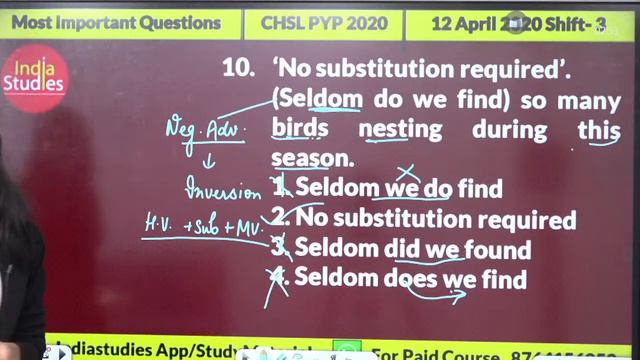 Most Important Questions
CHSL PYP 2020
12 April 2020 Shift- 3
India
Studies
10. 'No substitution required'.
(Seldom do we find) so many
birds nesting during this
season.
1. Seldom we do find
2. No substitution required
3. Seldom did we found
4. Seldom does we find
Neg. Adv.
↓
Inversion
H.V. + Sub + MV.
Indiastudies App/Study
For Paid Course